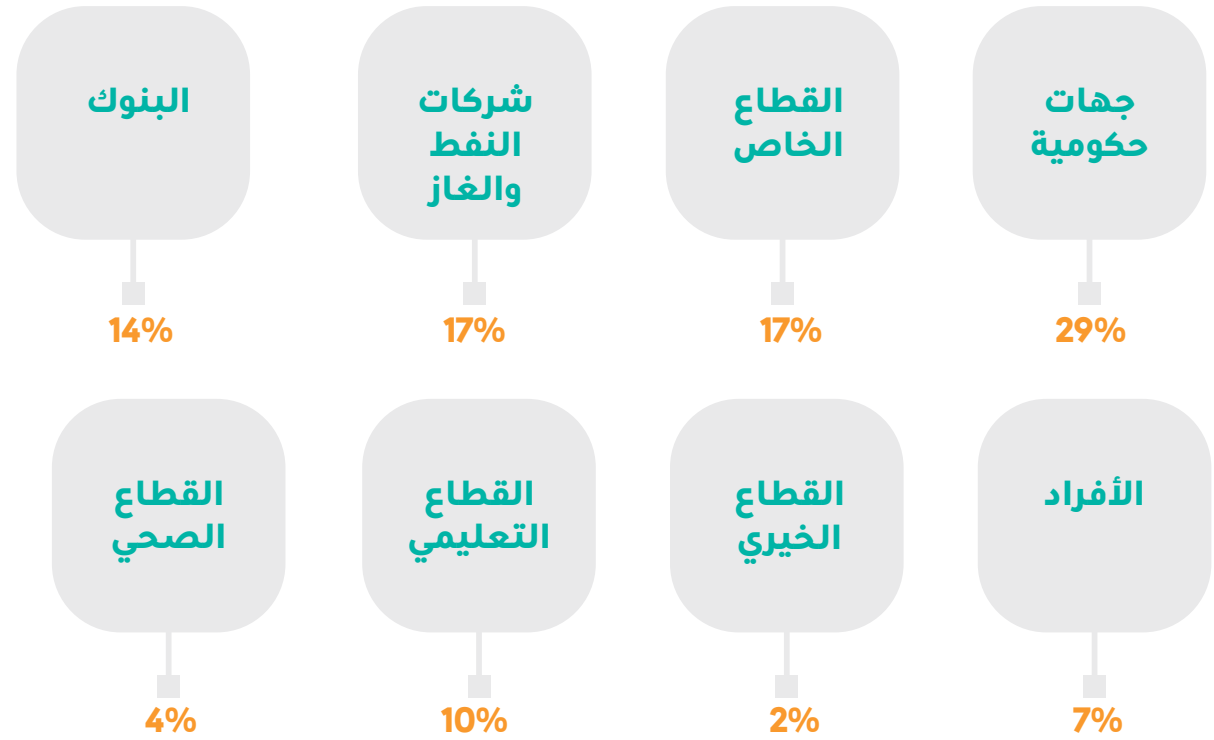 جهات
حكومية
29%
القطاع
الخاص
17%
شركات
النفط
والغاز
17%
البنوك
14%
الأفراد
7%
القطاع
الخيري
2%
القطاع
التعليمي
10%
القطاع
الصحي
4%